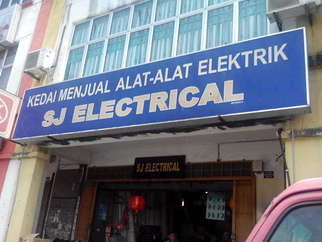 KEDAI MENJUAL ALAT-ALAT ELEKTRIK
SJ ELECTRICAL
SJ ELECTRICAL